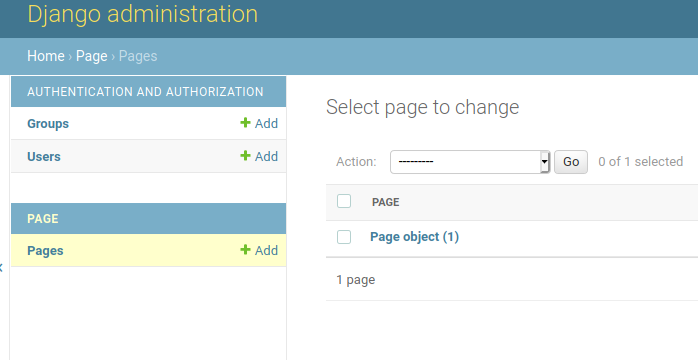 Django administration
Home › Page › Pages
AUTHENTICATION AND AUTHORIZATION
Groups + Add
Users + Add
PAGE
Pages + Add
Select page to change
Action: --------- Go 0 of 1 selected
PAGE
Page object (1)
1 page